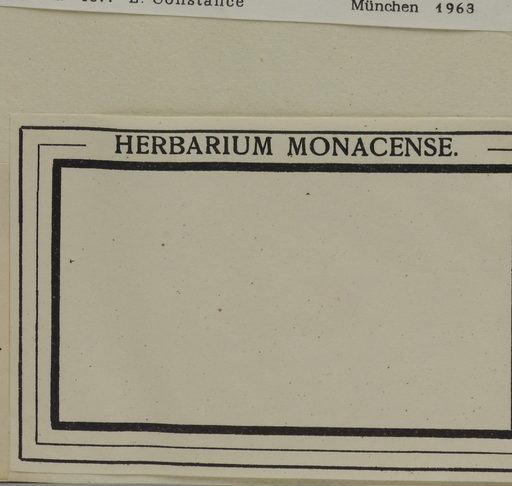 L. Constance München 1963
HERBARIUM MONACENSE.